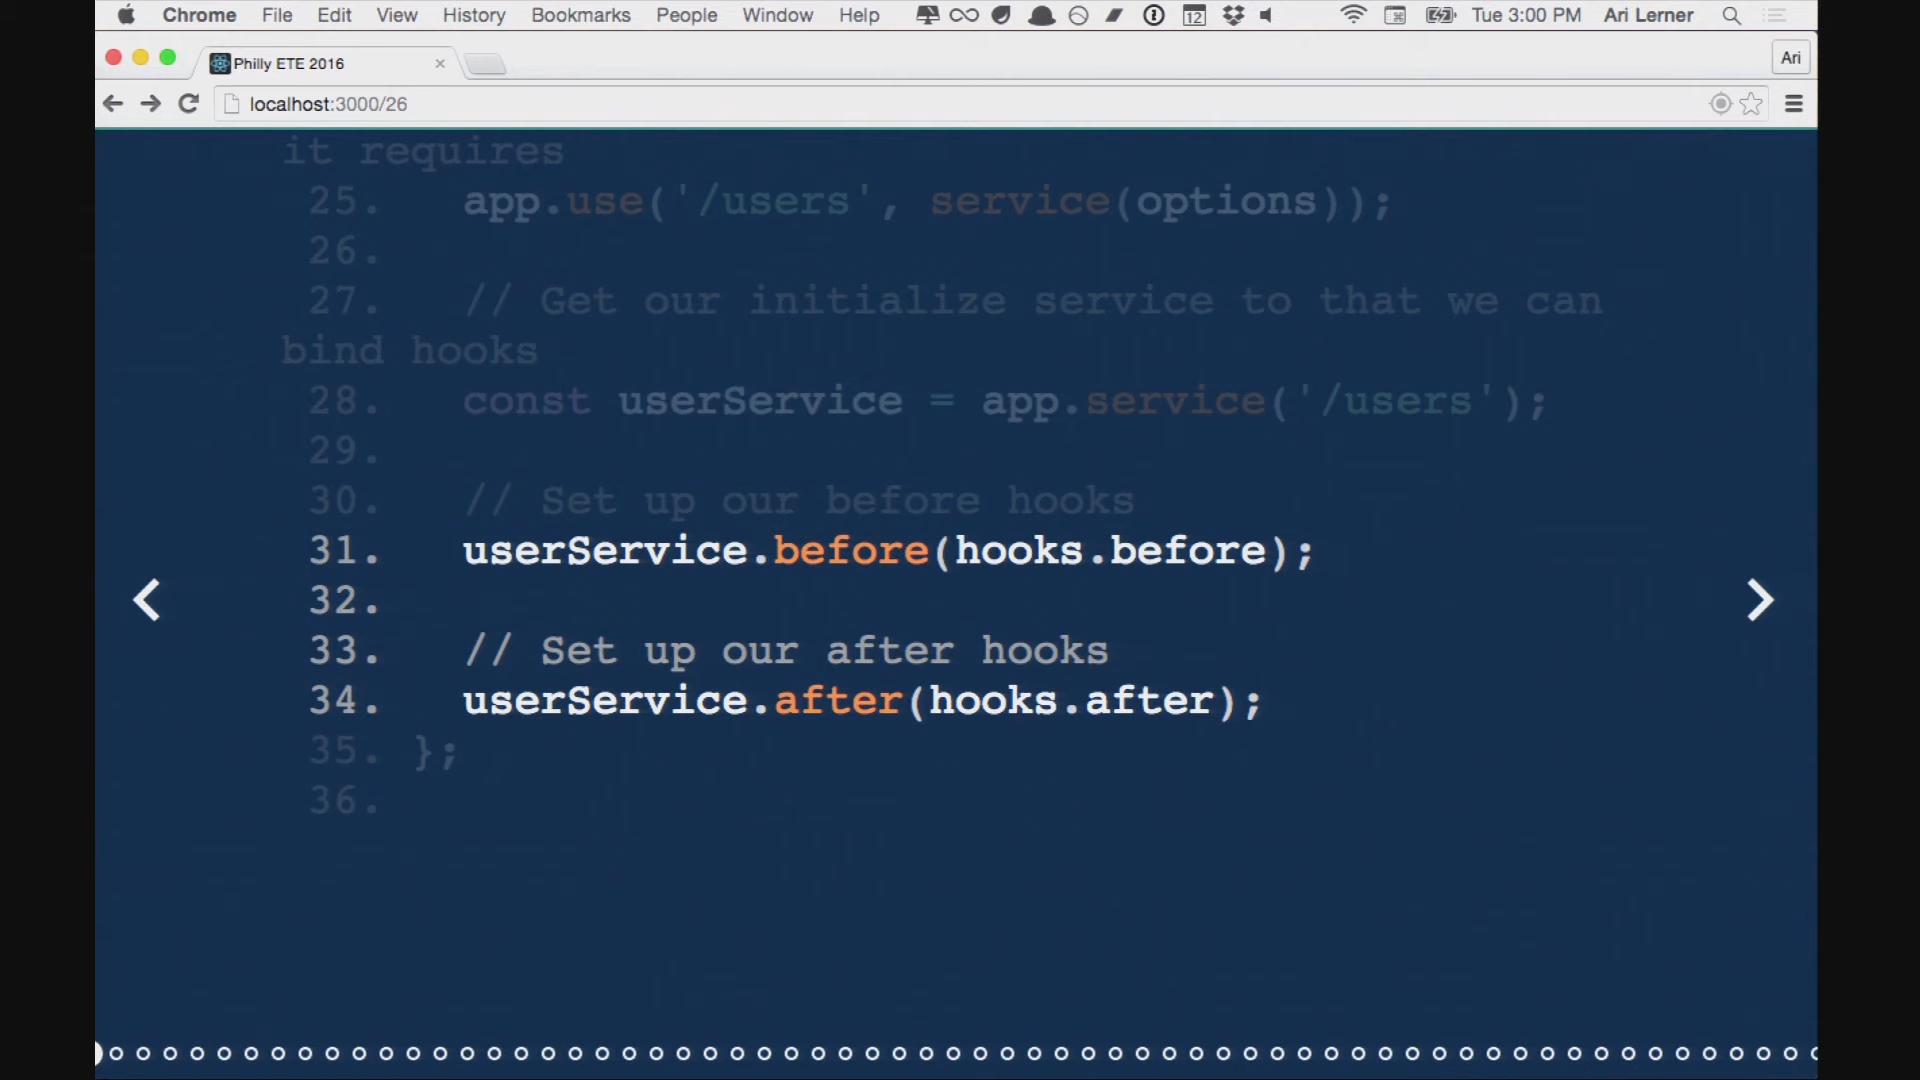 Chrome File Edit View History Bookmarks People Window Help 12 Tue 3:00 PM Ari Lerner
Philly ETE 2016
Ari
localhost:3000/26
it requires
25. app.use('/users', service(options));
26.
27. // Get our initialize service to that we can
bind hooks
28. const userService = app.service('/users');
29.
30. // Set up our before hooks
31. userService.before(hooks.before);
32.
33. // Set up our after hooks
34. userService.after(hooks.after);
35. };
36.